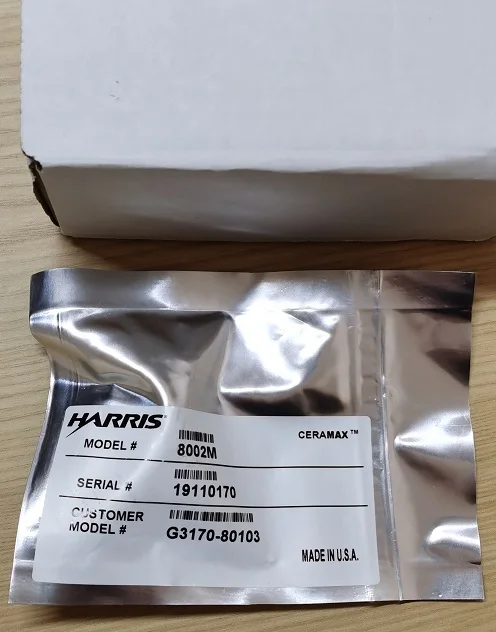 HARRIS CERAMAX™
MODEL # 8002M
SERIAL # 19110170
CUSTOMER
MODEL # G3170-80103
MADE IN U.S.A.